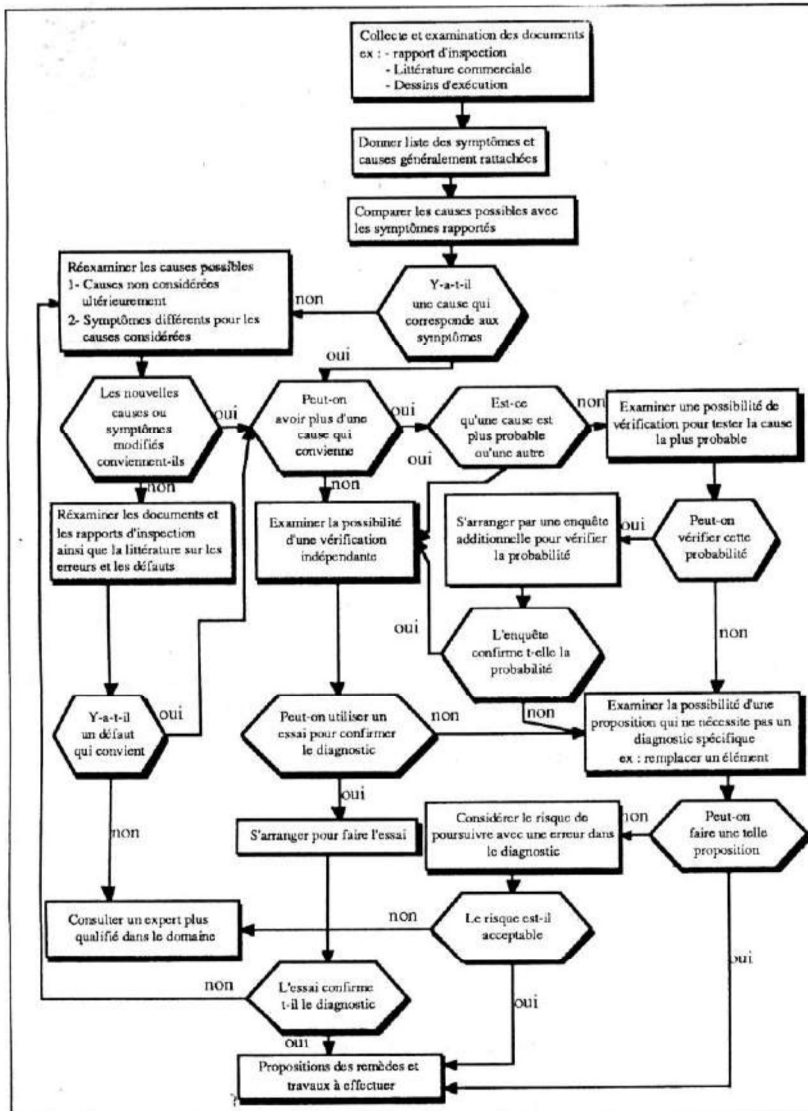 Collecte et examination des documents
ex : - rapport d'inspection
- Littérature commerciale
- Dessins d'exécution
Donner liste des symptômes et
causes généralement rattachées
Comparer les causes possibles avec
les symptômes rapportés
Réexaminer les causes possibles
1- Causes non considérées
ultérieurement
2- Symptômes différents pour les
causes considérées
non
Y-a-t-il
une cause qui
corresponde aux
symptômes
oui
Les nouvelles
causes ou
symptômes
modifiés
conviennent-ils
oui
Peut-on
avoir plus d'une
cause qui
convienne
oui
Est-ce
qu'une cause est
plus probable
qu'une autre
non
Examiner une possibilité de
vérification pour tester la cause
la plus probable
non
non
oui
Réxaminer les documents et
les rapports d'inspection
ainsi que la littérature sur les
erreurs et les défauts
Examiner la possibilité
d'une vérification
indépendante
S'arranger par une enquête
additionnelle pour vérifier
la probabilité
oui
Peut-on
vérifier cette
probabilité
oui
L'enquête
confirme t-elle la
probabilité
non
Y-a-t-il
un défaut
qui convient
oui
Peut-on utiliser un
essai pour confirmer
le diagnostic
non
non
Examiner la possibilité d'une
proposition qui ne nécessite pas un
diagnostic spécifique
ex : remplacer un élément
oui
non
S'arranger pour faire l'essai
Considérer le risque de
poursuivre avec une erreur dans
le diagnostic
non
Peut-on
faire une telle
proposition
Consulter un expert plus
qualifié dans le domaine
non
Le risque est-il
acceptable
oui
non
L'essai confirme
t-il le diagnostic
oui
oui
Propositions des remèdes et
travaux à effectuer